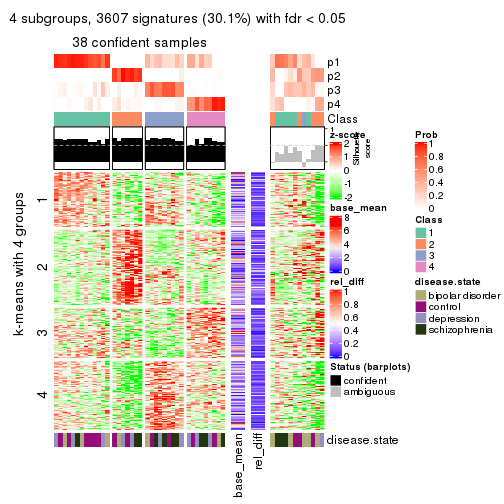 4 subgroups, 3607 signatures (30.1%) with fdr < 0.05
38 confident samples
p1
p2
p3
p4
Class
1
Silhouette
score
k-means with 4 groups
1
2
3
4
z-score
2
1
0
-1
-2
base_mean
8
6
4
2
0
rel_diff
1
0.8
0.6
0.4
0.2
0
Status (barplots)
confident
ambiguous
Prob
1
0.8
0.6
0.4
0.2
0
Class
1
2
3
4
disease.state
bipolar disorder
control
depression
schizophrenia
disease.state
base_mean
rel_diff